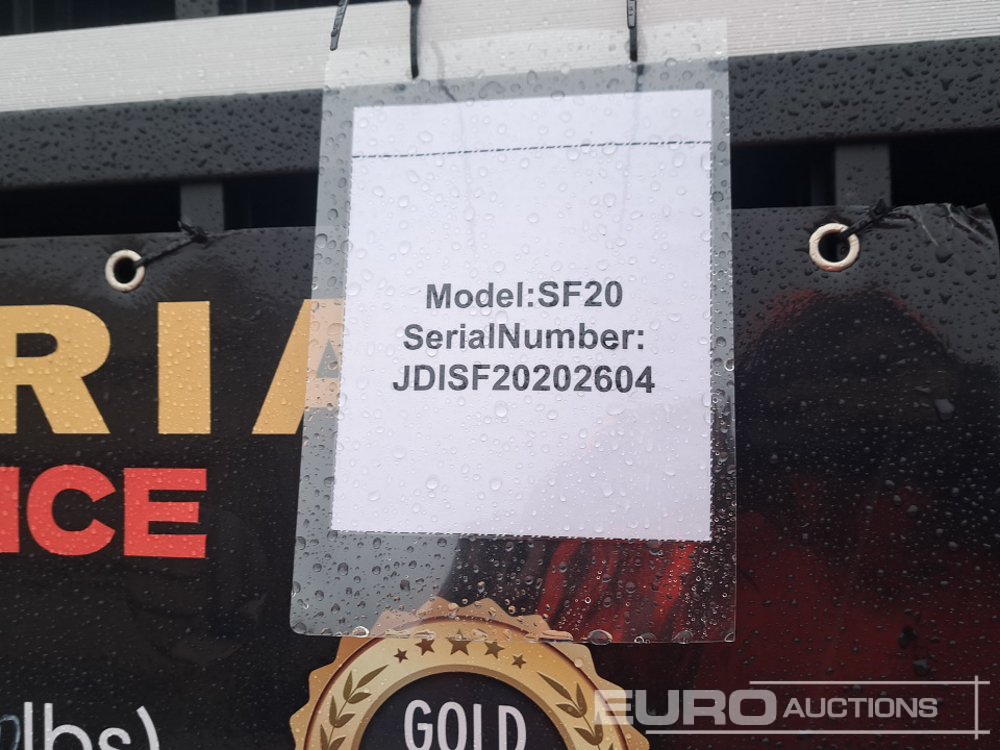 Model:SF20
SerialNumber:
JDISF20202604
RIA
ICE
lbs)
GOLD
EURO AUCTIONS